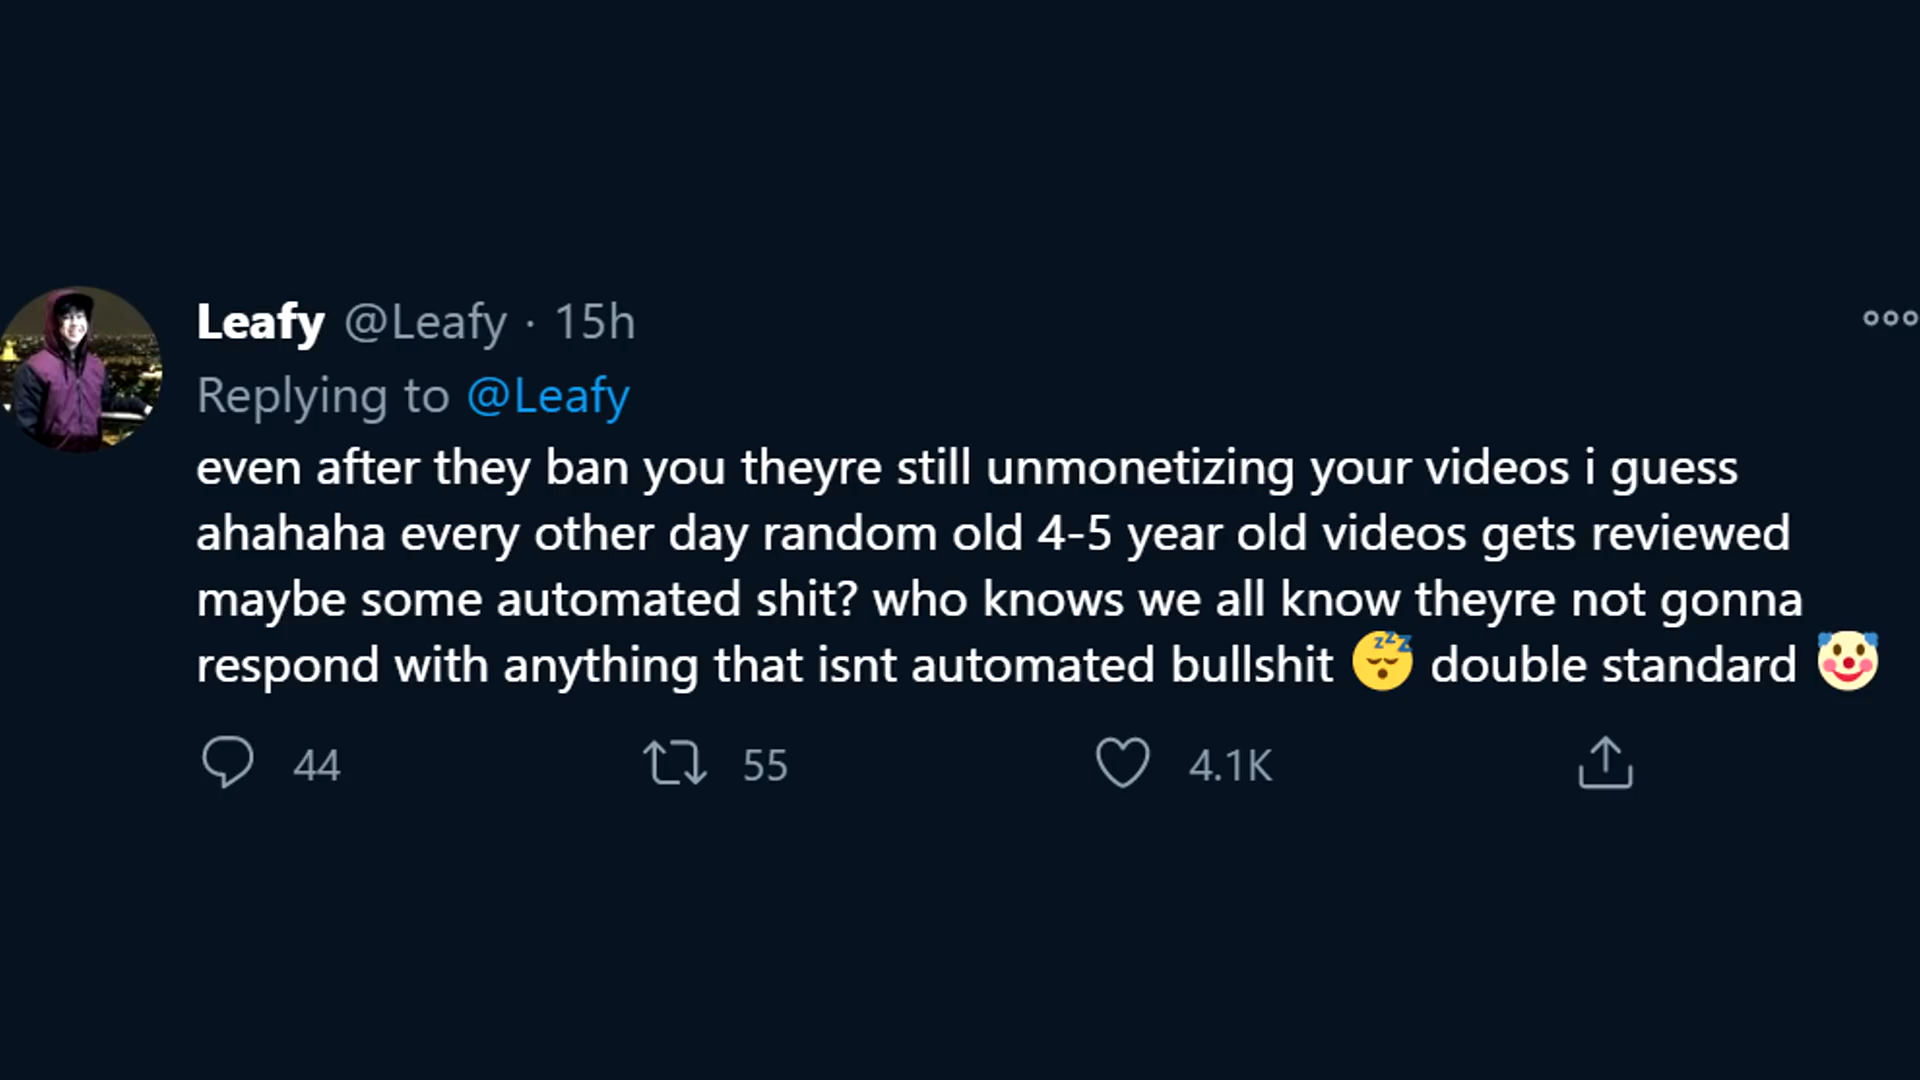 Leafy @Leafy · 15h
Replying to @Leafy
even after they ban you theyre still unmonetizing your videos i guess
ahahaha every other day random old 4-5 year old videos gets reviewed
maybe some automated shit? who knows we all know theyre not gonna
respond with anything that isnt automated bullshit 😴 double standard 🤡
44 55 4.1K